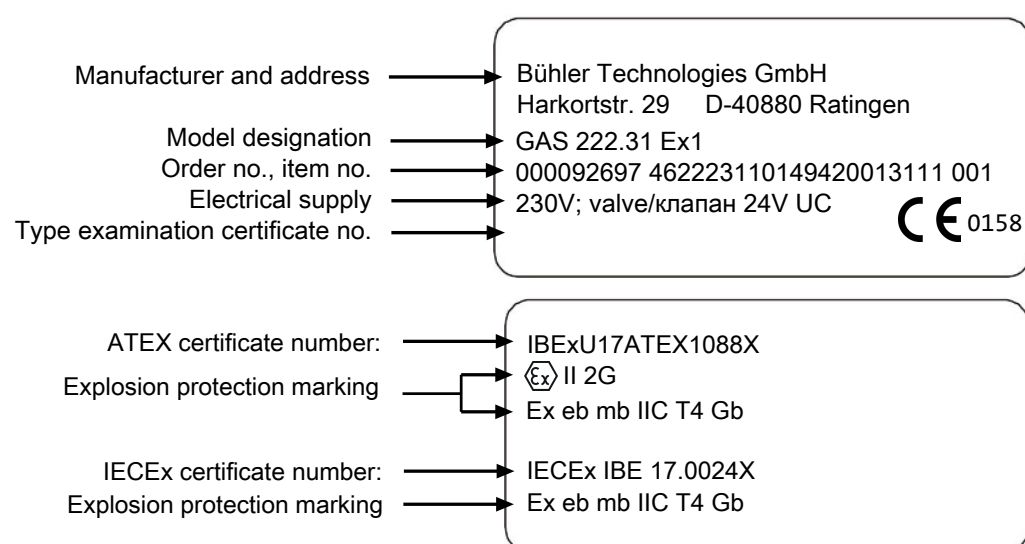 Manufacturer and address
Bühler Technologies GmbH
Harkortstr. 29 D-40880 Ratingen
Model designation
GAS 222.31 Ex1
Order no., item no.
000092697 4622231101494200​13111 001
Electrical supply
230V; valve/клапан 24V UC
CE 0158
Type examination certificate no.
ATEX certificate number:
IBExU17ATEX1088X
Explosion protection marking
Ex II 2G
Ex eb mb IIC T4 Gb
IECEx certificate number:
IECEx IBE 17.0024X
Explosion protection marking
Ex eb mb IIC T4 Gb